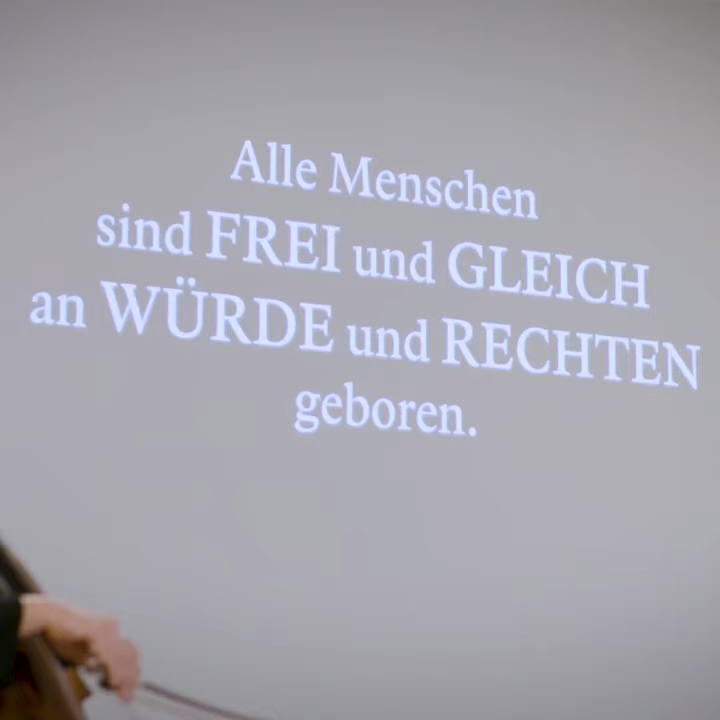 Alle Menschen
sind FREI und GLEICH
an WÜRDE und RECHTEN
geboren.